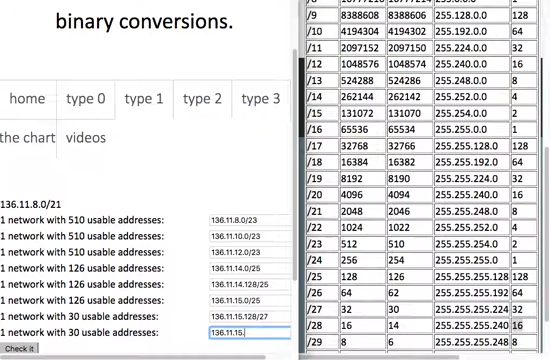 binary conversions.
home type 0 type 1 type 2 type 3
the chart videos
136.11.8.0/21
1 network with 510 usable addresses: 136.11.8.0/23
1 network with 510 usable addresses: 136.11.10.0/23
1 network with 510 usable addresses: 136.11.12.0/23
1 network with 126 usable addresses: 136.11.14.0/25
1 network with 126 usable addresses: 136.11.14.128/25
1 network with 126 usable addresses: 136.11.15.0/25
1 network with 30 usable addresses: 136.11.15.128/27
1 network with 30 usable addresses: 136.11.15.
Check it
/9 8388608 8388606 255.128.0.0 128
/10 4194304 4194302 255.192.0.0 64
/11 2097152 2097150 255.224.0.0 32
/12 1048576 1048574 255.240.0.0 16
/13 524288 524286 255.248.0.0 8
/14 262144 262142 255.252.0.0 4
/15 131072 131070 255.254.0.0 2
/16 65536 65534 255.255.0.0 1
/17 32768 32766 255.255.128.0 128
/18 16384 16382 255.255.192.0 64
/19 8192 8190 255.255.224.0 32
/20 4096 4094 255.255.240.0 16
/21 2048 2046 255.255.248.0 8
/22 1024 1022 255.255.252.0 4
/23 512 510 255.255.254.0 2
/24 256 254 255.255.255.0 1
/25 128 126 255.255.255.128 128
/26 64 62 255.255.255.192 64
/27 32 30 255.255.255.224 32
/28 16 14 255.255.255.240 16
/29 8 6 255.255.255.248 8